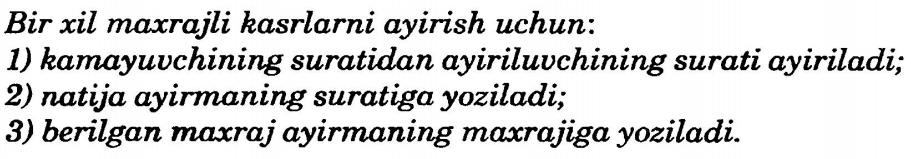 Bir xil maxrajli kasrlarni ayirish uchun:
1) kamayuvchining suratidan ayiriluvchining surati ayiriladi;
2) natija ayirmaning suratiga yoziladi;
3) berilgan maxraj ayirmaning maxrajiga yoziladi.